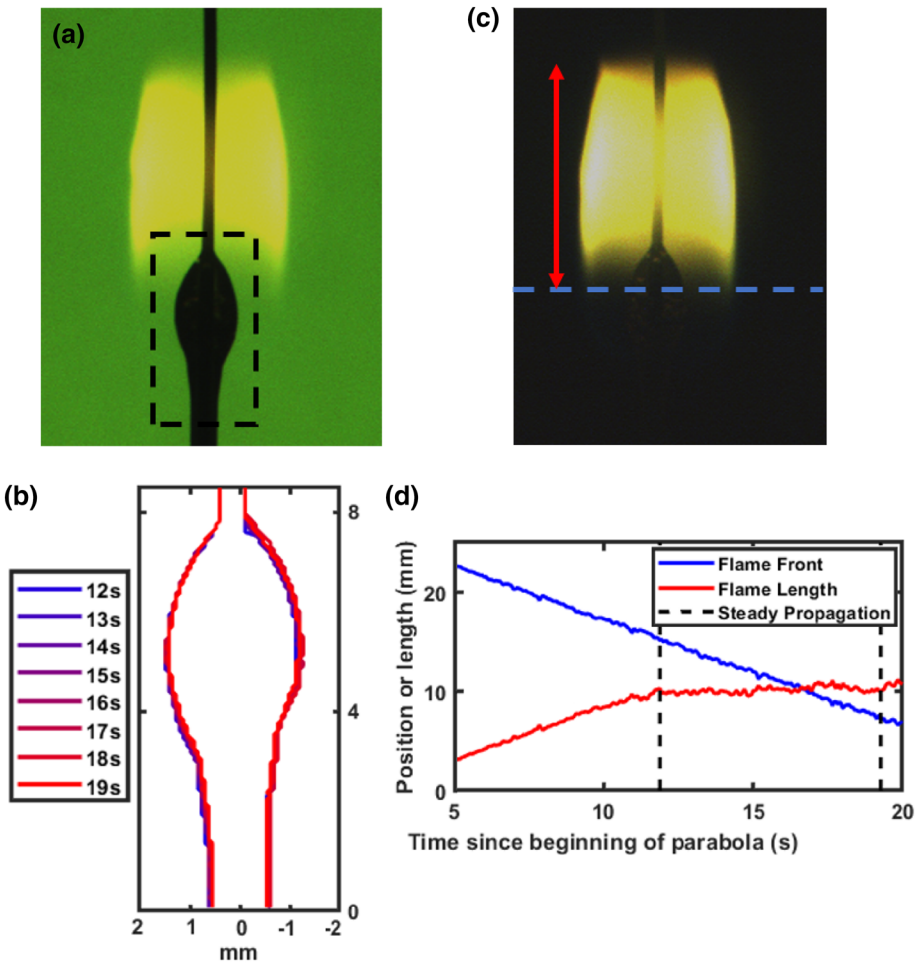 (a)
(c)
(b)
8
4
0
12s
13s
14s
15s
16s
17s
18s
19s
2 1 0 -1 -2
mm
(d)
Position or length (mm)
20
10
0
Flame Front
Flame Length
Steady Propagation
5 10 15 20
Time since beginning of parabola (s)